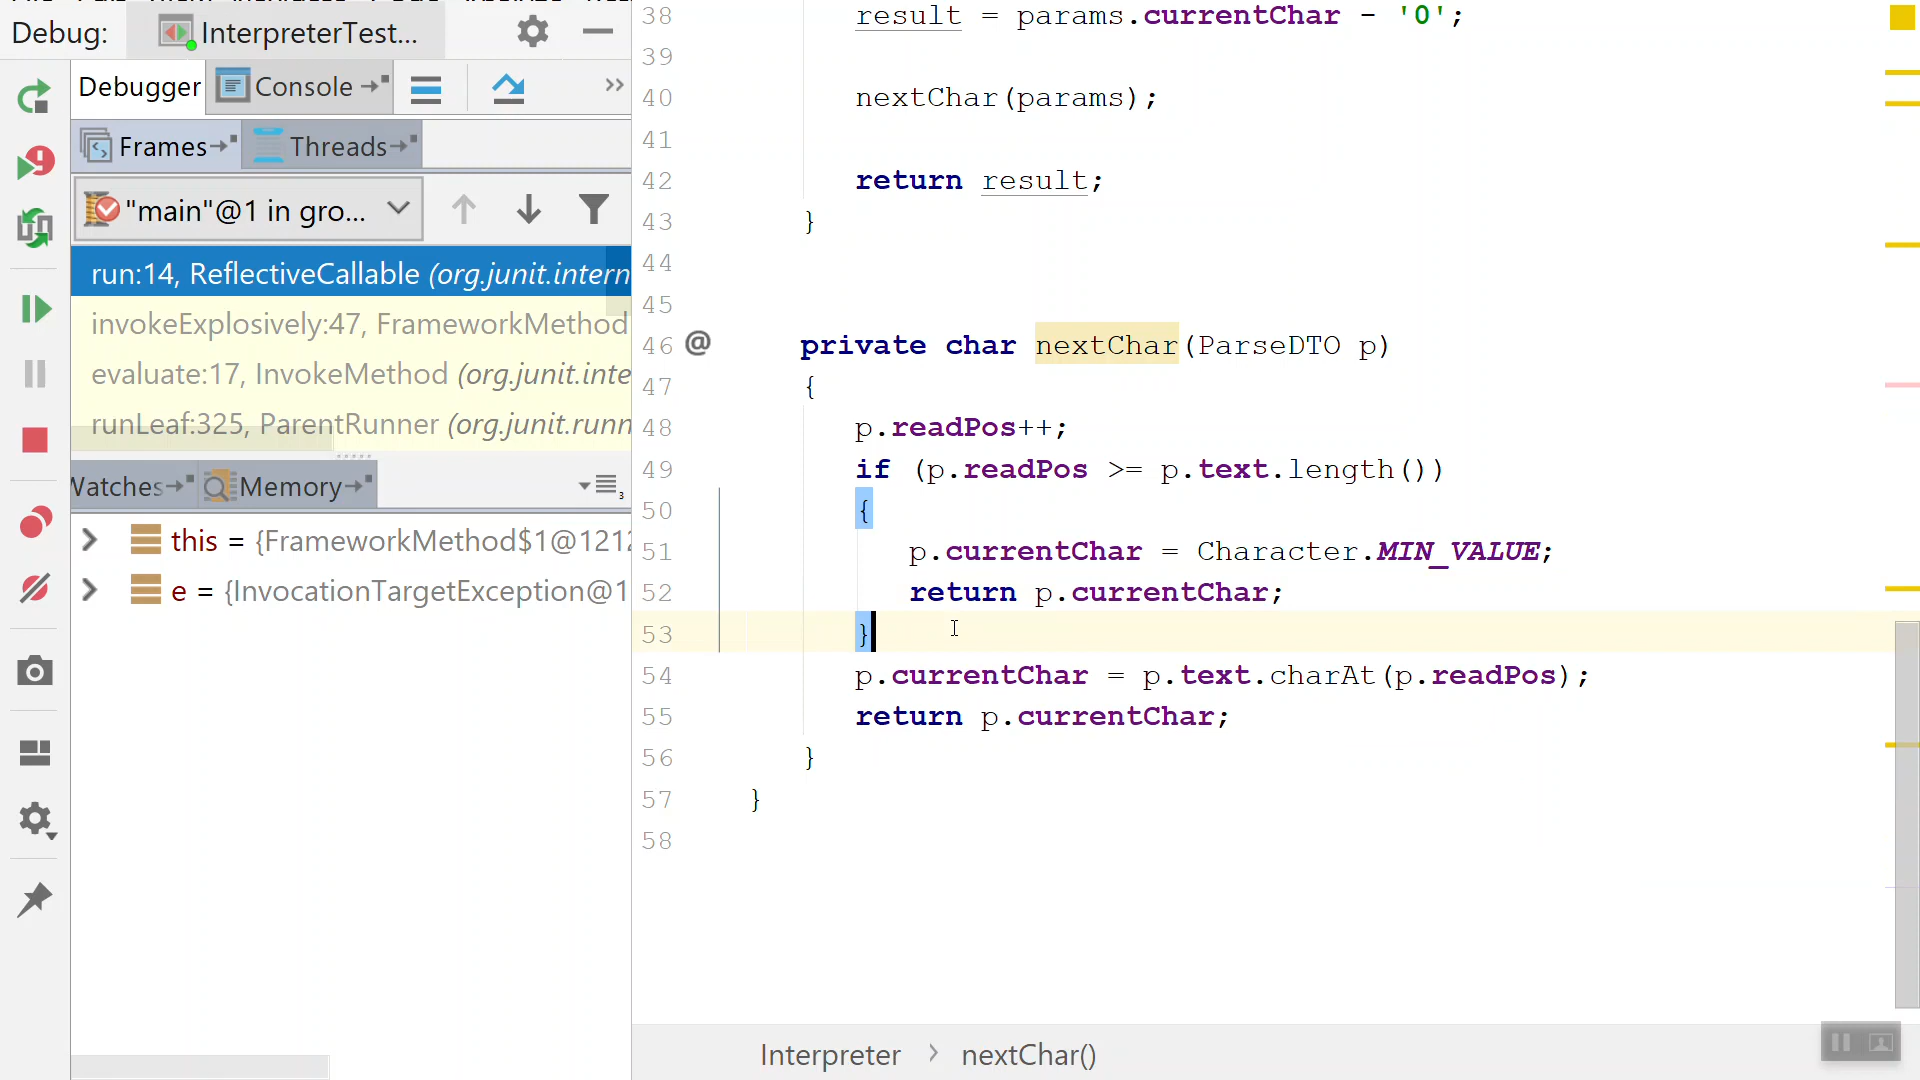 Debug: InterpreterTest...
Debugger Console
Frames Threads
"main"@1 in gro...
run:14, ReflectiveCallable (org.junit.intern
invokeExplosively:47, FrameworkMethod
evaluate:17, InvokeMethod (org.junit.inte
runLeaf:325, ParentRunner (org.junit.runn
Watches Memory
this = {FrameworkMethod$1@1212
e = {InvocationTargetException@1
38 result = params.currentChar - '0';
39
40 nextChar(params);
41
42 return result;
43 }
44
45
46 @ private char nextChar(ParseDTO p)
47 {
48 p.readPos++;
49 if (p.readPos >= p.text.length())
50 {
51 p.currentChar = Character.MIN_VALUE;
52 return p.currentChar;
53 }
54 p.currentChar = p.text.charAt(p.readPos);
55 return p.currentChar;
56 }
57 }
58
Interpreter > nextChar()